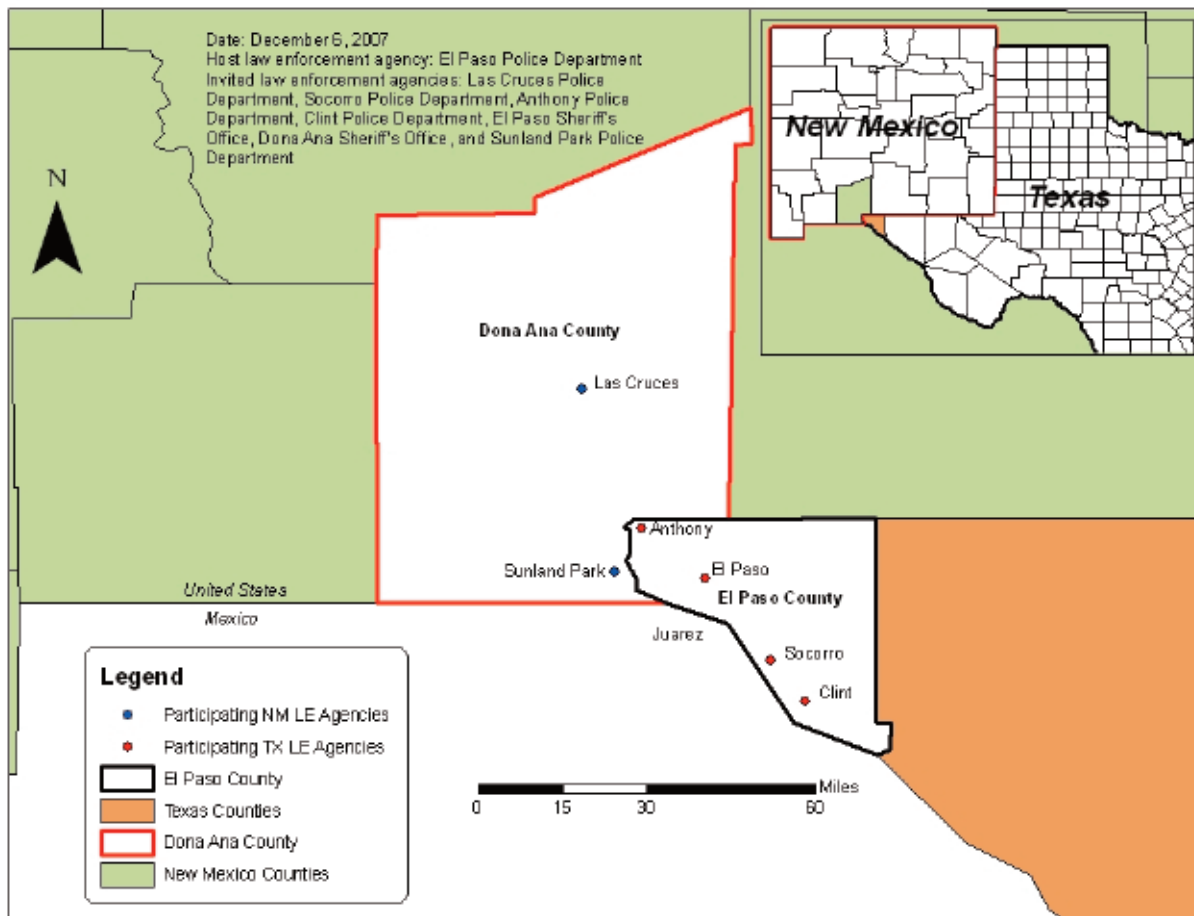 Date: December 6, 2007
Host law enforcement agency: El Paso Police Department
Invited law enforcement agencies: Las Cruces Police
Department, Socorro Police Department, Anthony Police
Department, Clint Police Department, El Paso Sheriff's
Office, Dona Ana Sheriff's Office, and Sunland Park Police
Department
N
New Mexico
Texas
Dona Ana County
Las Cruces
Anthony
Sunland Park
El Paso
El Paso County
United States
Mexico
Juarez
Socorro
Clint
Legend
Participating NM LE Agencies
Participating TX LE Agencies
El Paso County
Texas Counties
Dona Ana County
New Mexico Counties
Miles
0 15 30 60